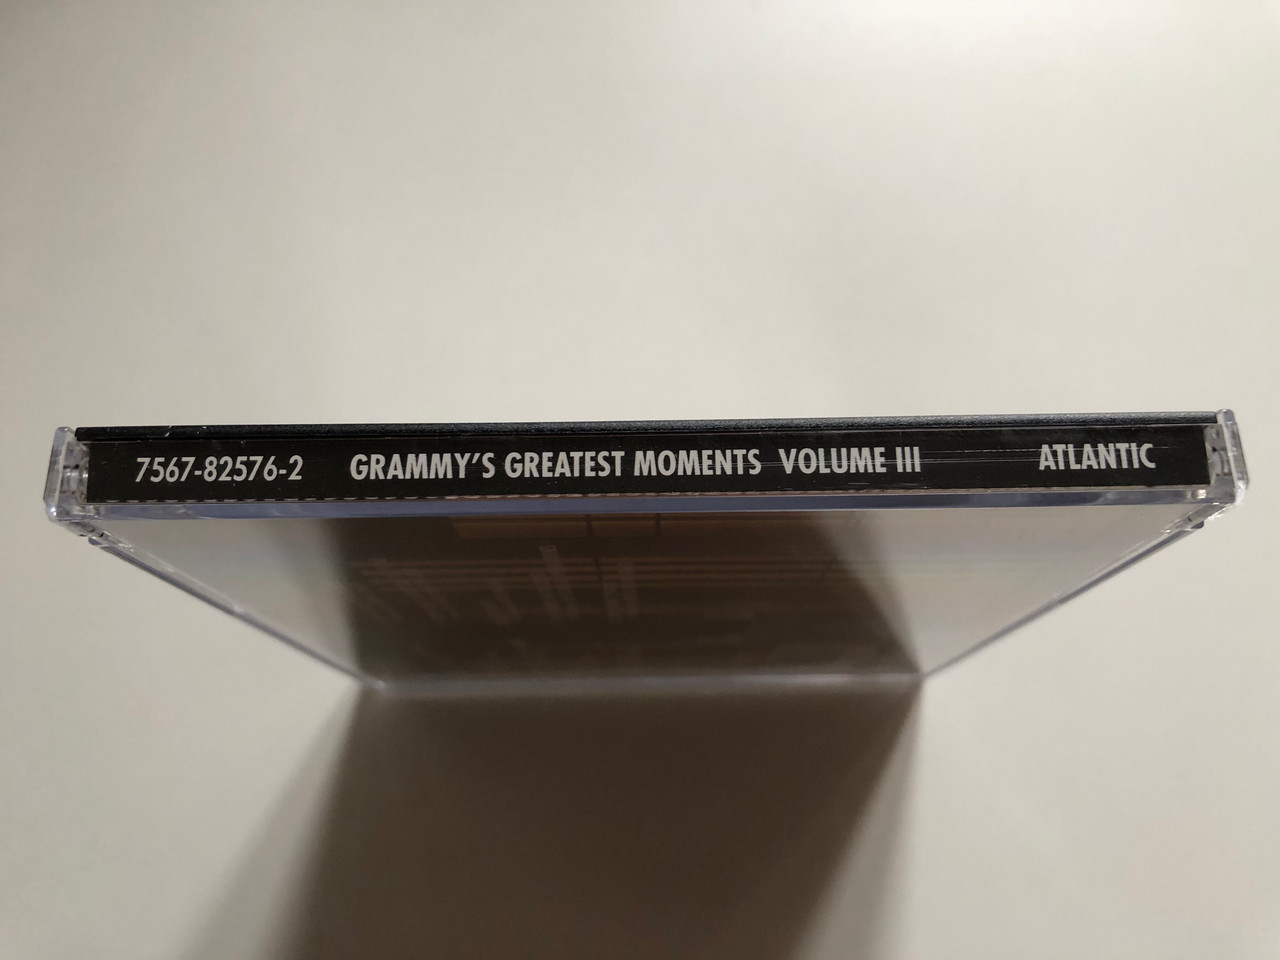 7567-82576-2 GRAMMY'S GREATEST MOMENTS VOLUME III ATLANTIC